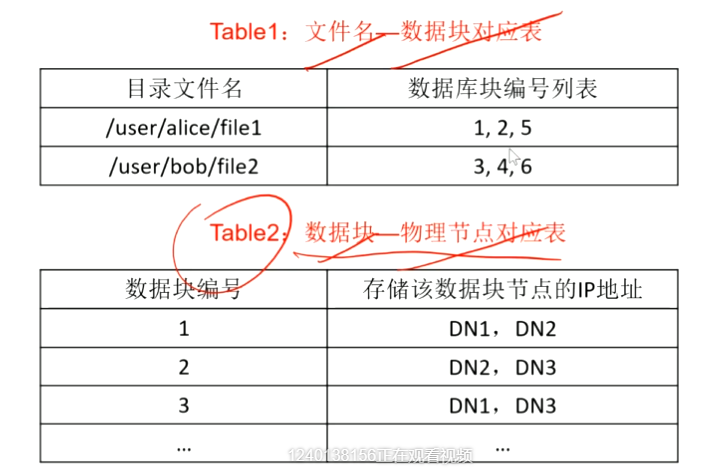 Table1：文件名—数据块对应表
目录文件名 数据库块编号列表
/user/alice/file1 1, 2, 5
/user/bob/file2 3, 4, 6
Table2：数据块—物理节点对应表
数据块编号 存储该数据块节点的IP地址
1 DN1，DN2
2 DN2，DN3
3 DN1，DN3
... ...
1240138156正在观看视频